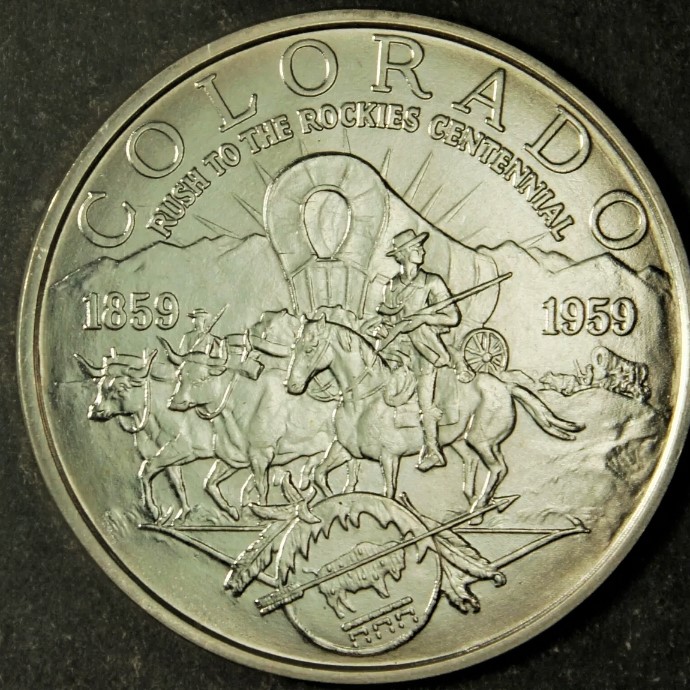 COLORADO
RUSH TO THE ROCKIES CENTENNIAL
1859 1959